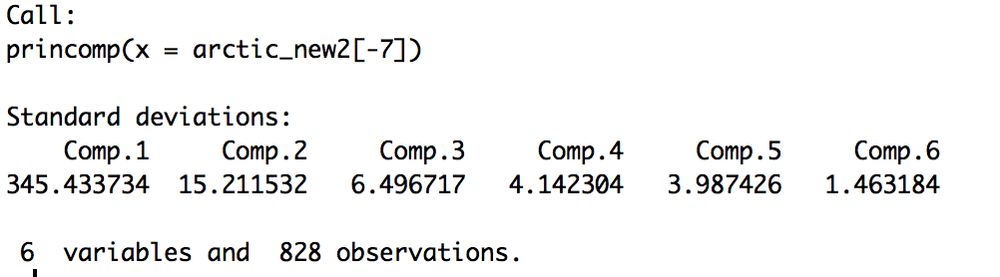 Call:
princomp(x = arctic_new2[-7])
Standard deviations:
Comp.1 Comp.2 Comp.3 Comp.4 Comp.5 Comp.6
345.433734 15.211532 6.496717 4.142304 3.987426 1.463184
6 variables and 828 observations.